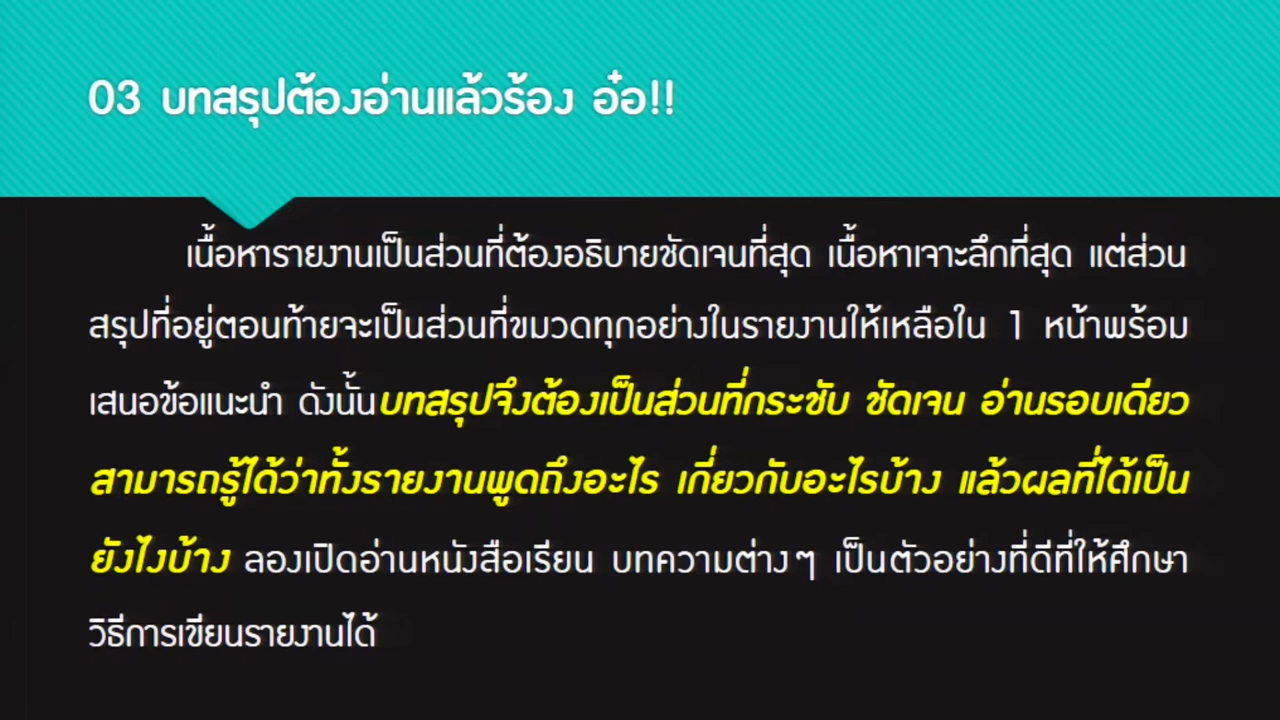 03 บทสรุปต้องอ่านแล้วร้อง อ๋อ!!
เนื้อหารายงานเป็นส่วนที่ต้องอธิบายชัดเจนที่สุด เนื้อหาเจาะลึกที่สุด แต่ส่วน
สรุปที่อยู่ตอนท้ายจะเป็นส่วนที่ขมวดทุกอย่างในรายงานให้เหลือใน 1 หน้าพร้อม
เสนอข้อแนะนำ ดังนั้นบทสรุปจึงต้องเป็นส่วนที่กระชับ ชัดเจน อ่านรอบเดียว
สามารถรู้ได้ว่าทั้งรายงานพูดถึงอะไร เกี่ยวกับอะไรบ้าง แล้วผลที่ได้เป็น
ยังไงบ้าง ลองเปิดอ่านหนังสือเรียน บทความต่างๆ เป็นตัวอย่างที่ดีที่ให้ศึกษา
วิธีการเขียนรายงานได้